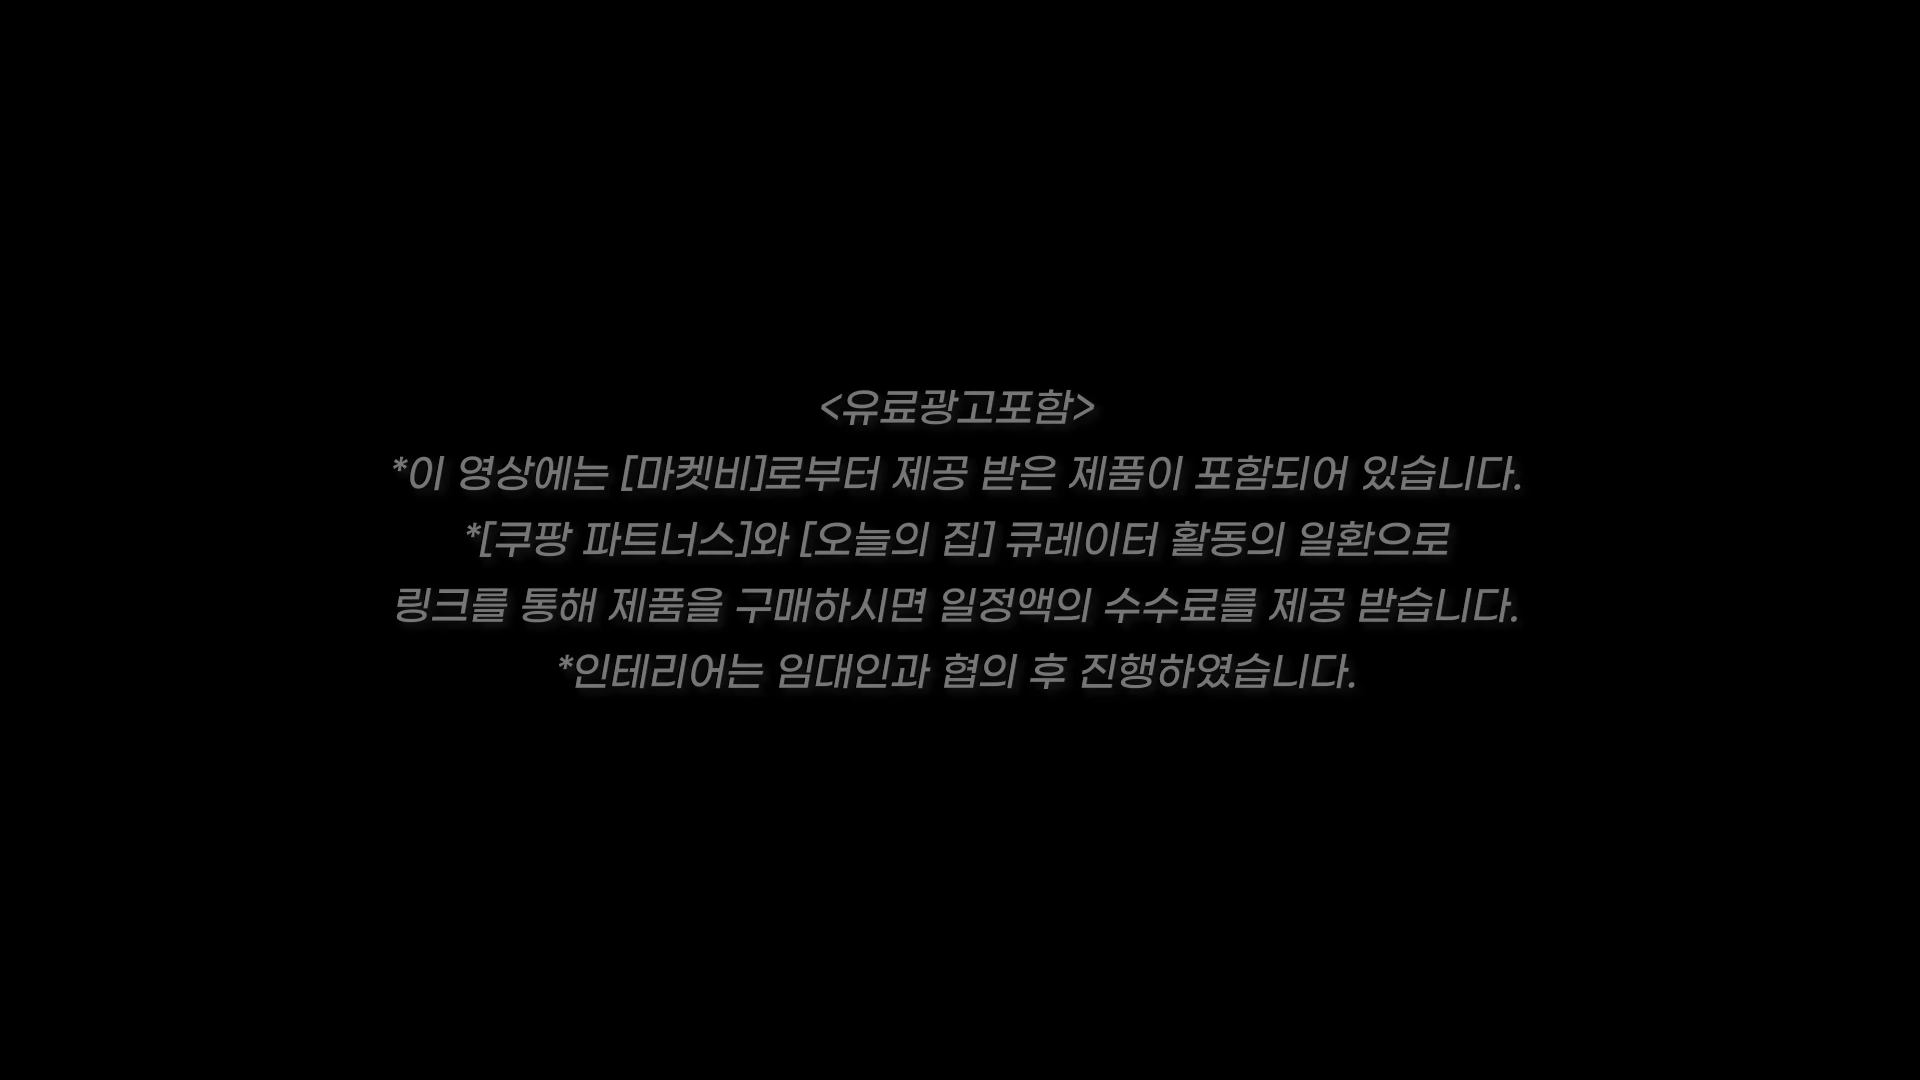 <유료광고포함>
*이 영상에는 [마켓비]로부터 제공 받은 제품이 포함되어 있습니다.
*[쿠팡 파트너스]와 [오늘의 집] 큐레이터 활동의 일환으로
링크를 통해 제품을 구매하시면 일정액의 수수료를 제공 받습니다.
*인테리어는 임대인과 협의 후 진행하였습니다.